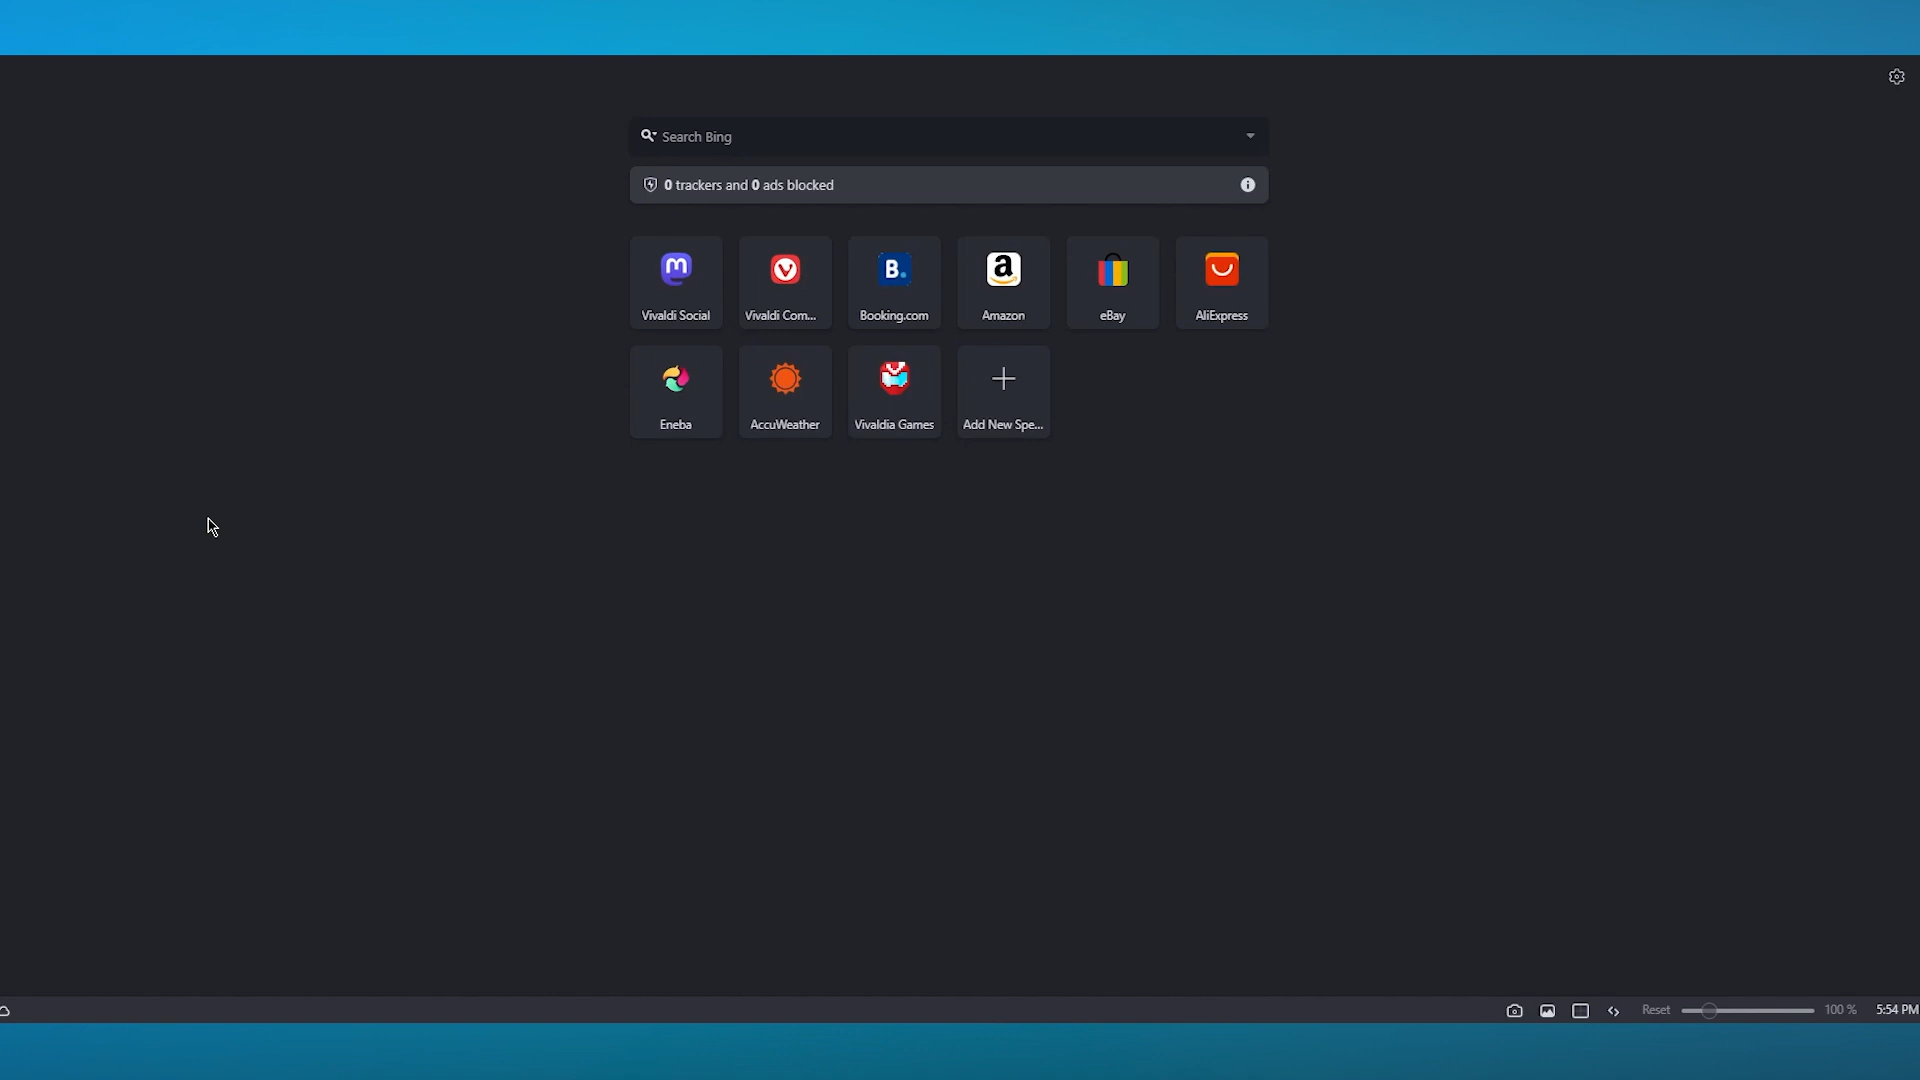 Search Bing
0 trackers and 0 ads blocked
Vivaldi Social
Vivaldi Com...
Booking.com
Amazon
eBay
AliExpress
Eneba
AccuWeather
Vivaldia Games
Add New Spe...
Reset
100 %
5:54 PM